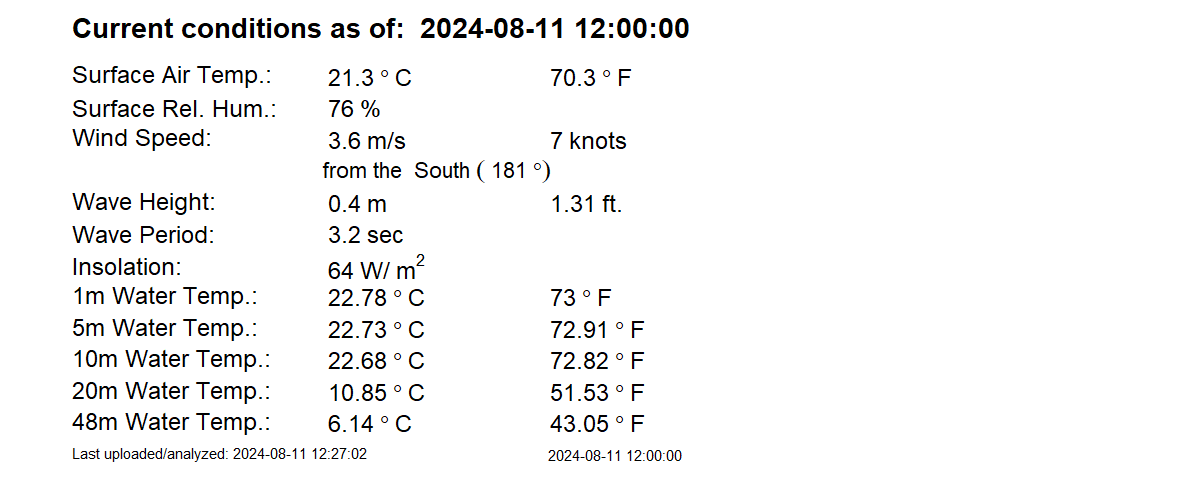 Current conditions as of: 2024-08-11 12:00:00
Surface Air Temp.: 21.3 ° C 70.3 ° F
Surface Rel. Hum.: 76 %
Wind Speed: 3.6 m/s 7 knots
from the South ( 181 °)
Wave Height: 0.4 m 1.31 ft.
Wave Period: 3.2 sec
Insolation: 64 W/ m²
1m Water Temp.: 22.78 ° C 73 ° F
5m Water Temp.: 22.73 ° C 72.91 ° F
10m Water Temp.: 22.68 ° C 72.82 ° F
20m Water Temp.: 10.85 ° C 51.53 ° F
48m Water Temp.: 6.14 ° C 43.05 ° F
Last uploaded/analyzed: 2024-08-11 12:27:02 2024-08-11 12:00:00